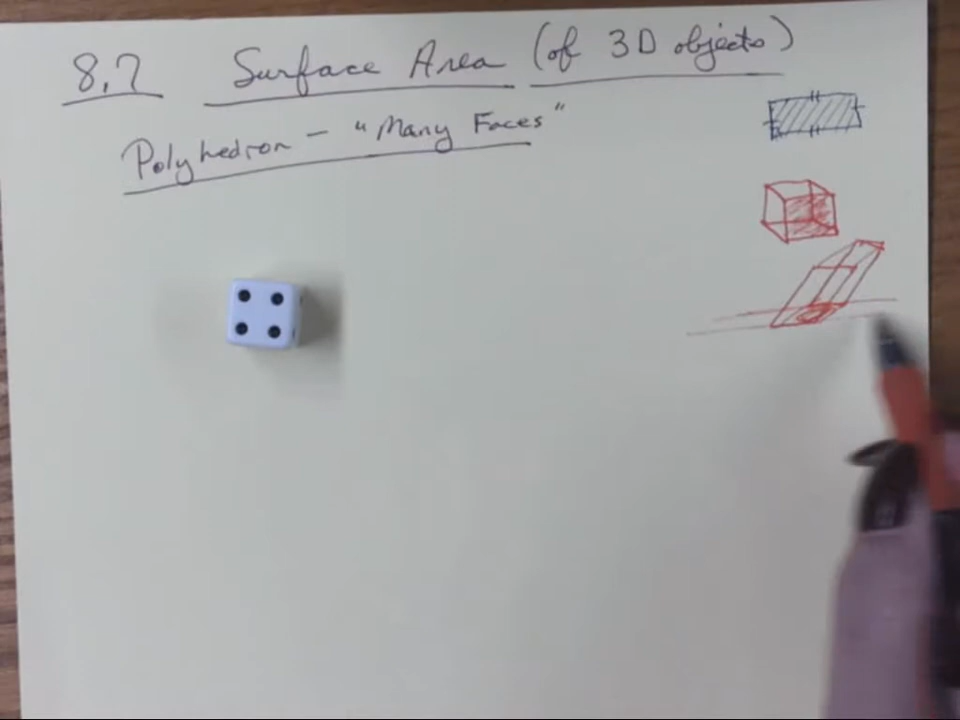 8.7 Surface Area (of 3D objects)
Polyhedron - "Many Faces"